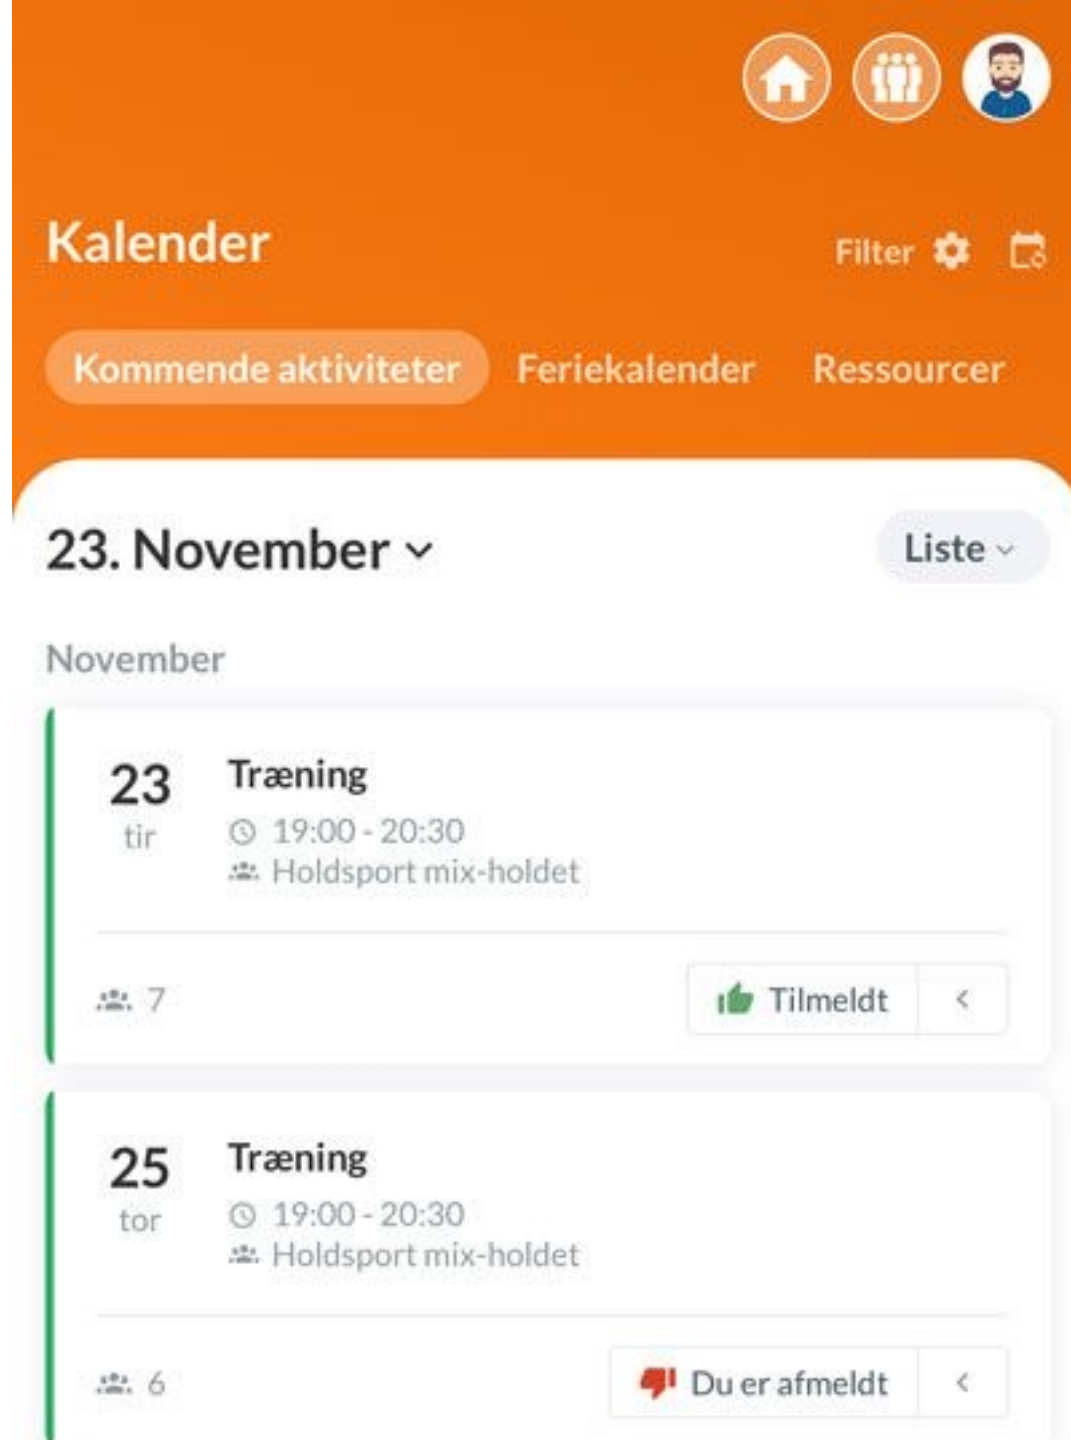 Kalender
Filter
Kommende aktiviteter Feriekalender Ressourcer
23. November
Liste
November
23 Træning
tir 19:00 - 20:30
Holdsport mix-holdet
7 Tilmeldt
25 Træning
tor 19:00 - 20:30
Holdsport mix-holdet
6 Du er afmeldt